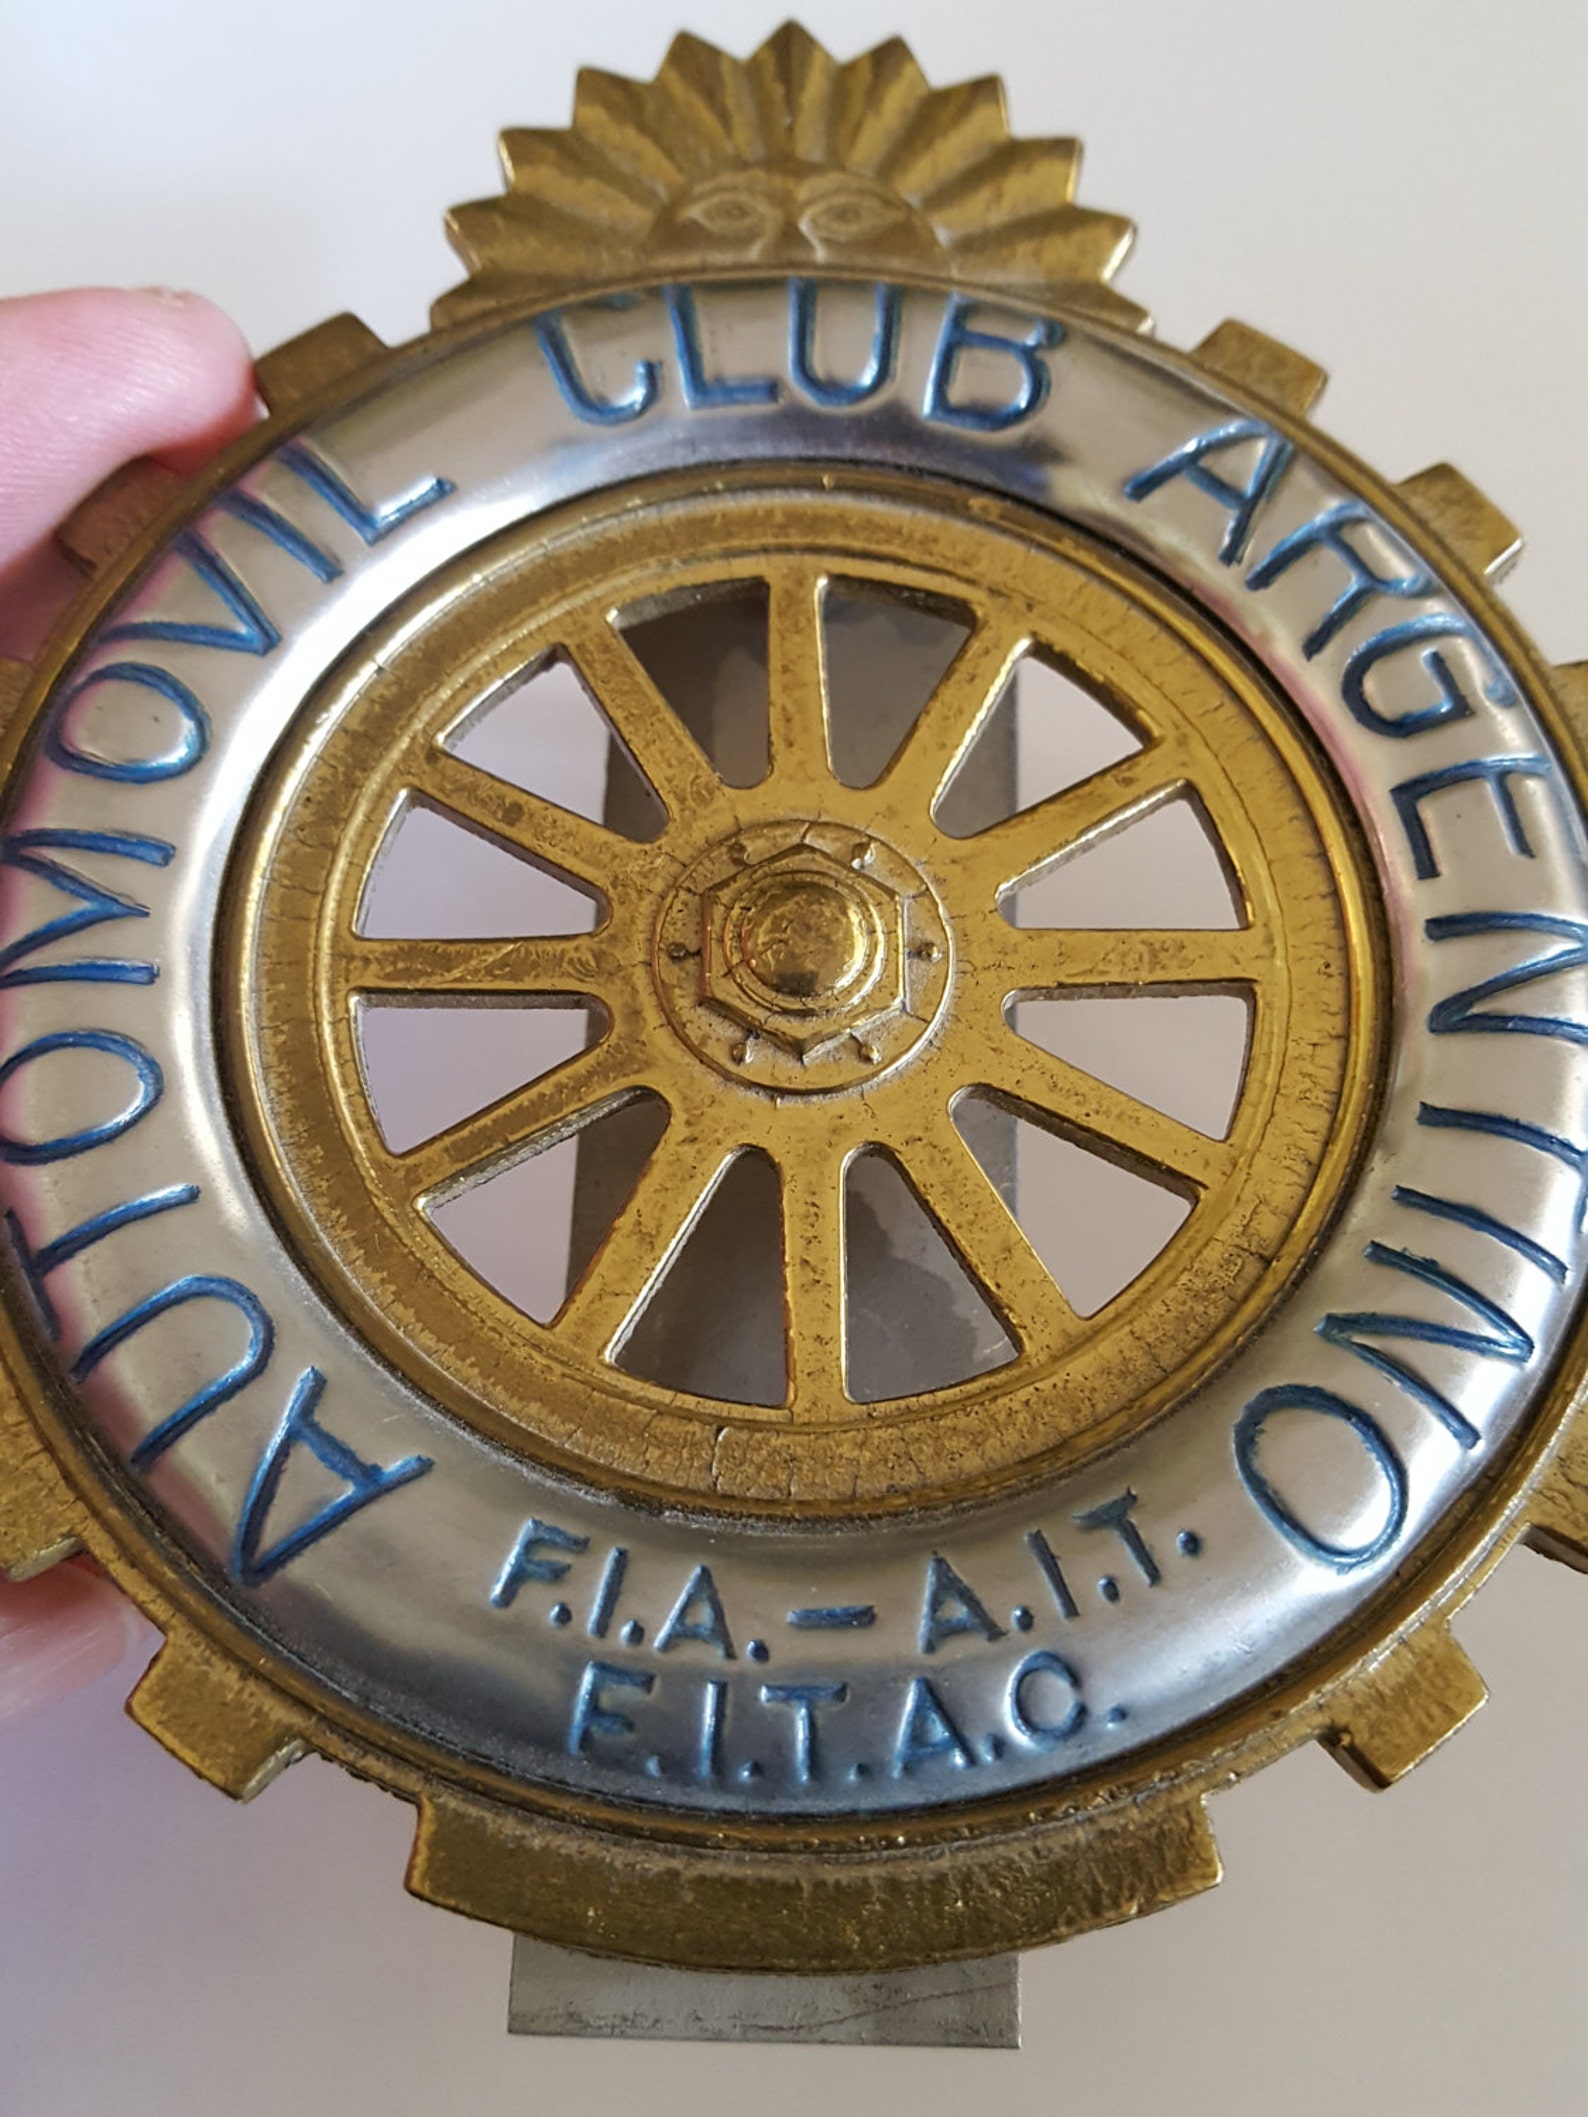 AUTOMOVIL CLUB ARGENTINO
F.I.A. – A.I.T.
F.I.T.A.C.